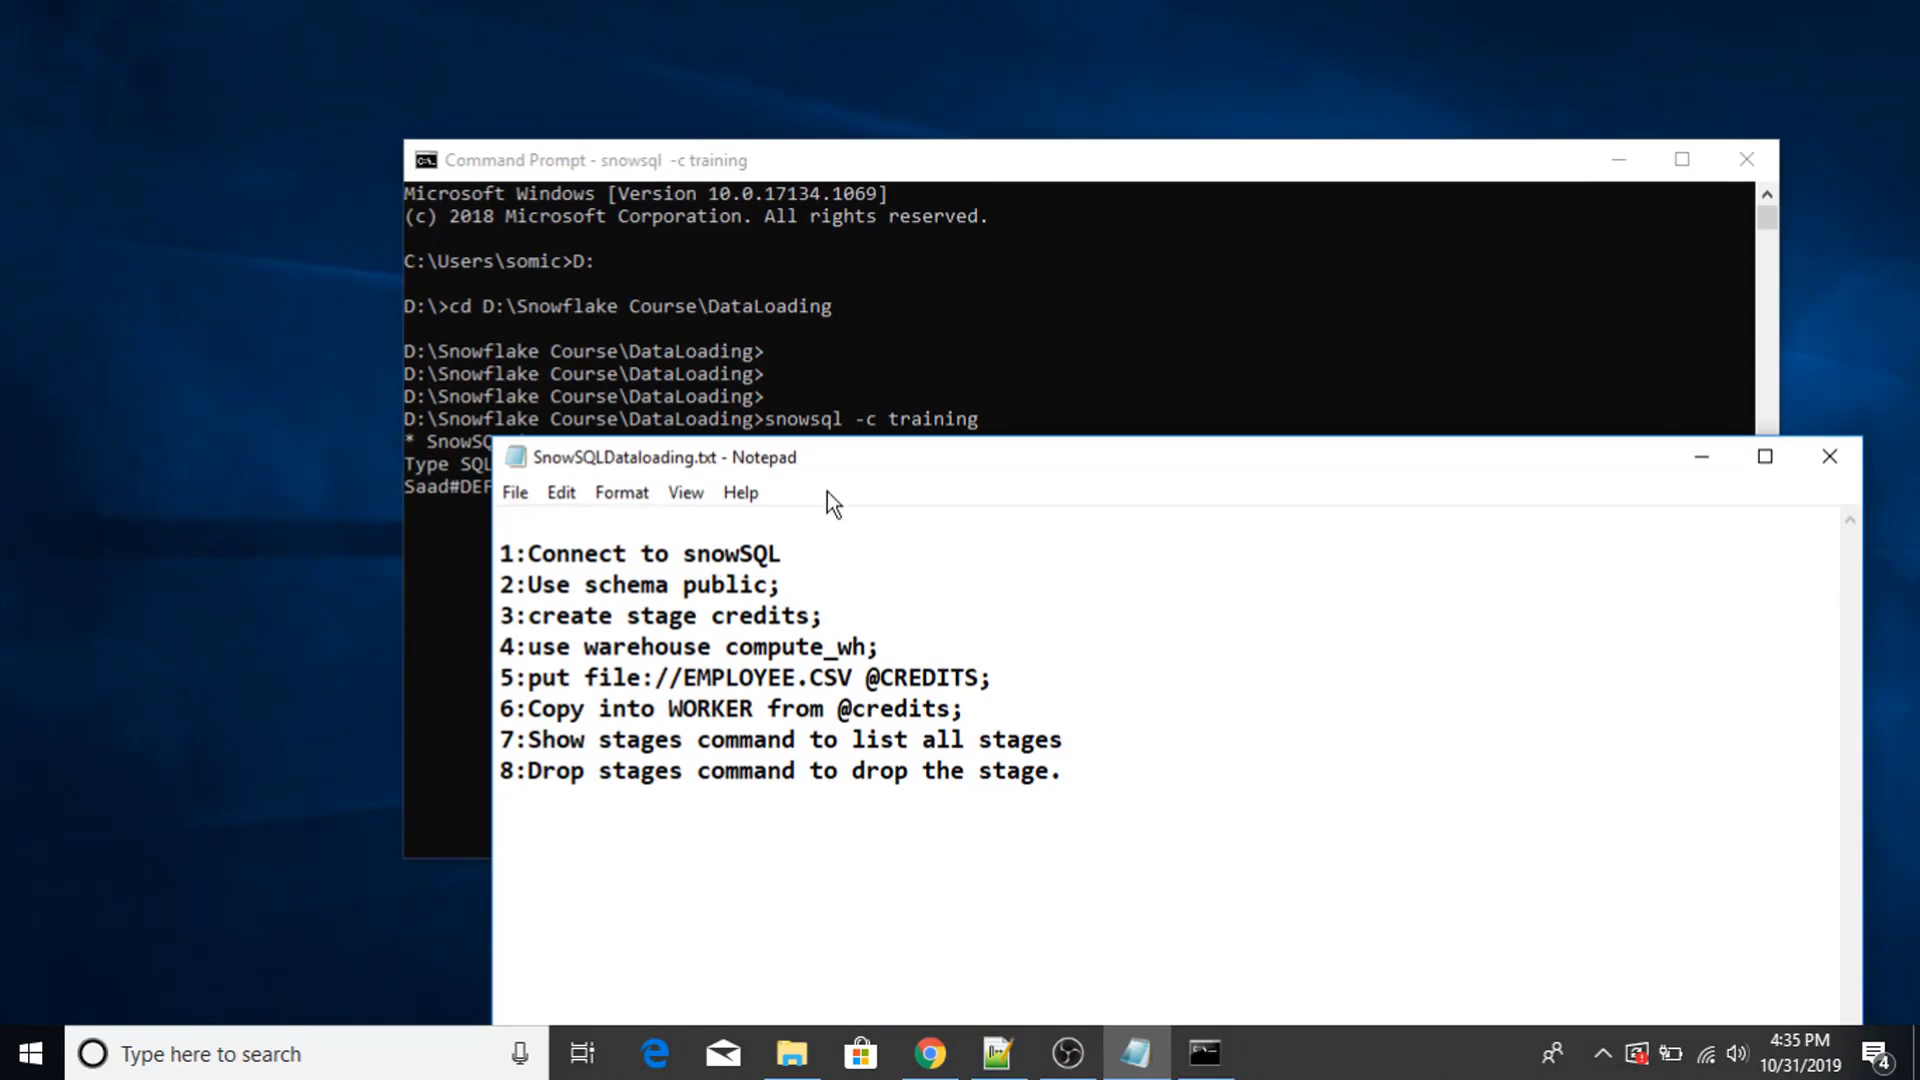 Command Prompt - snowsql  -c training
Microsoft Windows [Version 10.0.17134.1069]
(c) 2018 Microsoft Corporation. All rights reserved.
C:\Users\somic>D:
D:\>cd D:\Snowflake Course\DataLoading
D:\Snowflake Course\DataLoading>
D:\Snowflake Course\DataLoading>
D:\Snowflake Course\DataLoading>
D:\Snowflake Course\DataLoading>snowsql -c training
* SnowSQ
Type SQL
Saad#DEF
SnowSQLDataloading.txt - Notepad
File Edit Format View Help
1:Connect to snowSQL
2:Use schema public;
3:create stage credits;
4:use warehouse compute_wh;
5:put file://EMPLOYEE.CSV @CREDITS;
6:Copy into WORKER from @credits;
7:Show stages command to list all stages
8:Drop stages command to drop the stage.
Type here to search
4:35 PM
10/31/2019
4